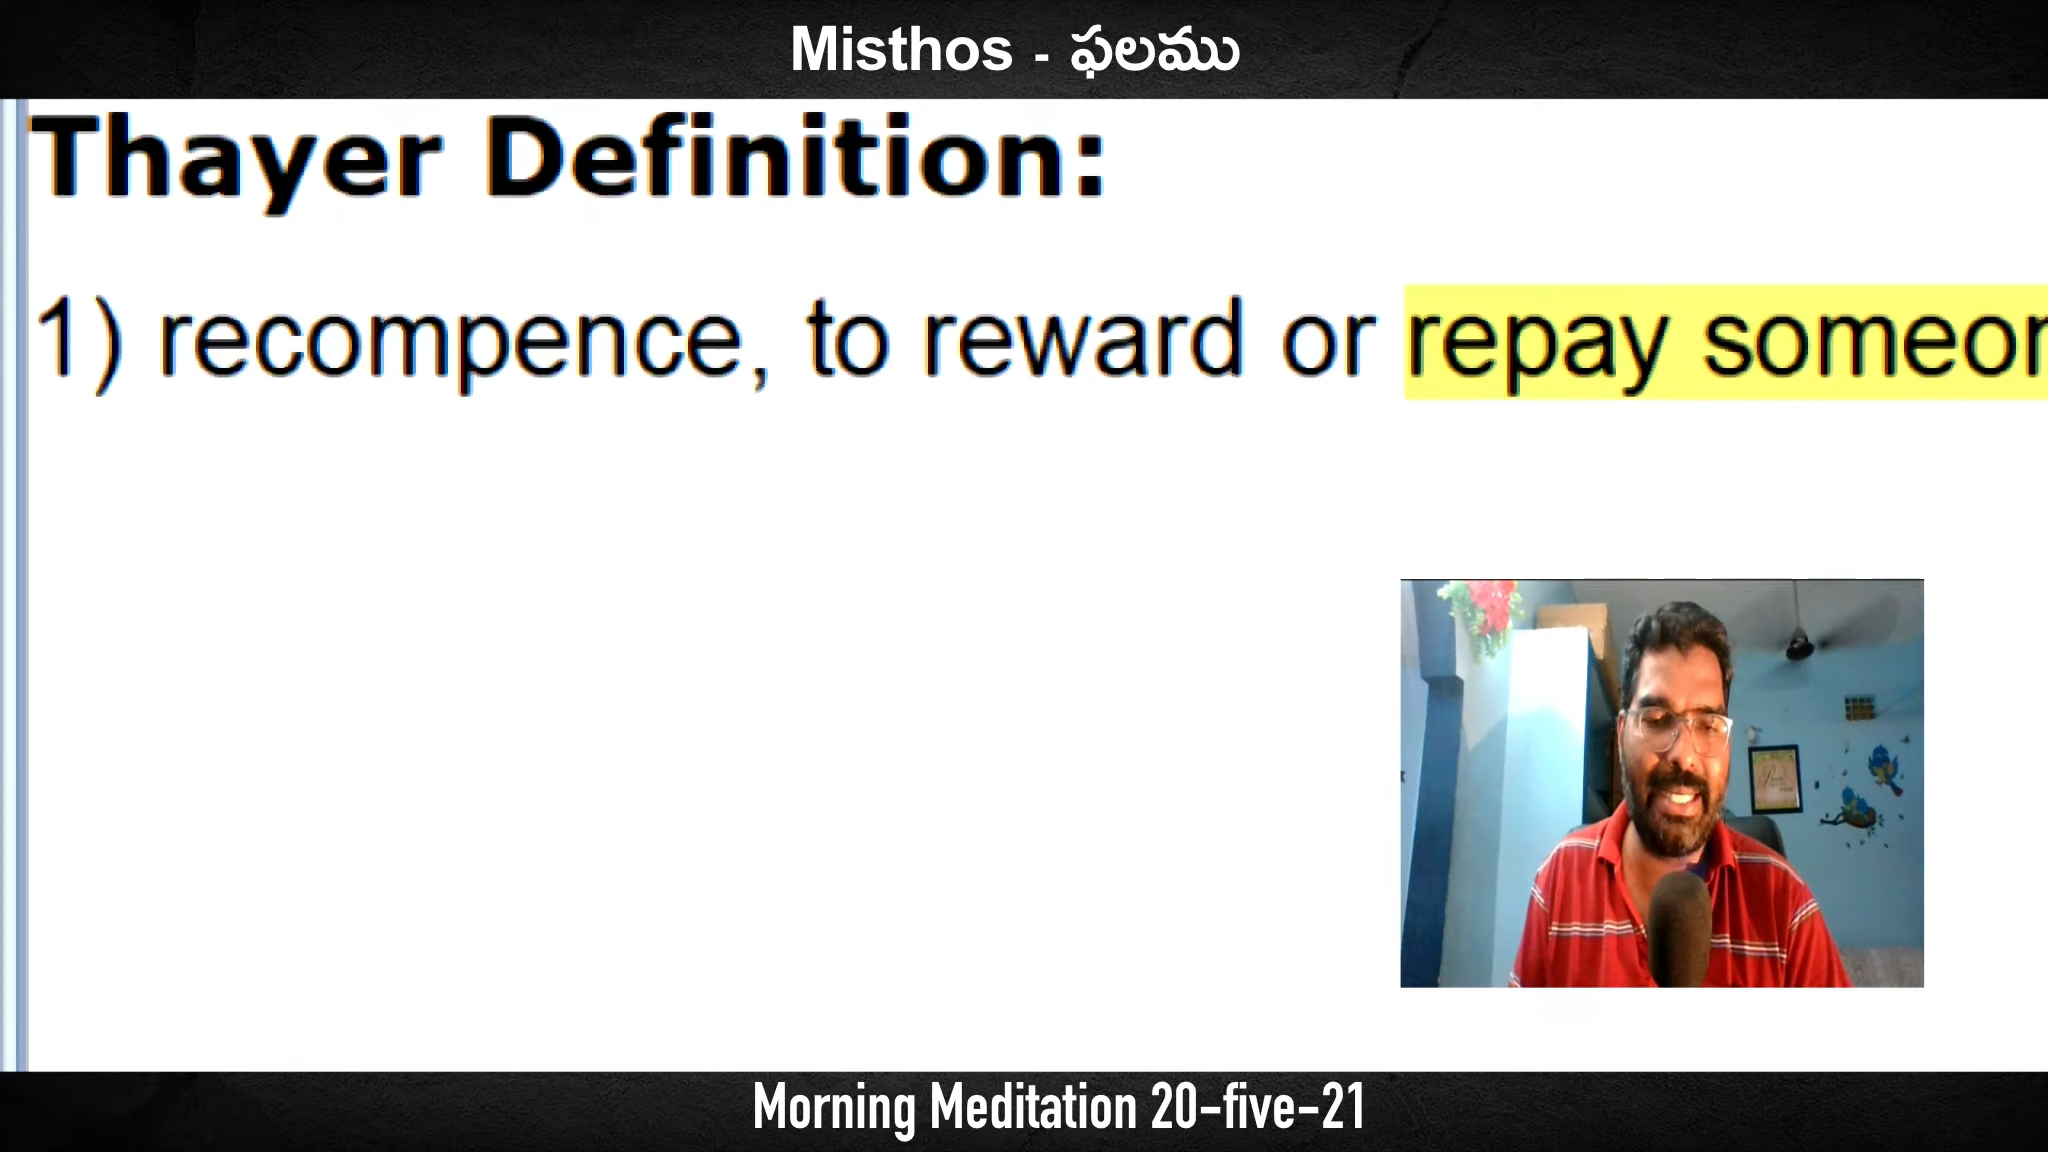 Misthos - ఫలము
Thayer Definition:
1) recompence, to reward or repay
Morning Meditation 20-five-21